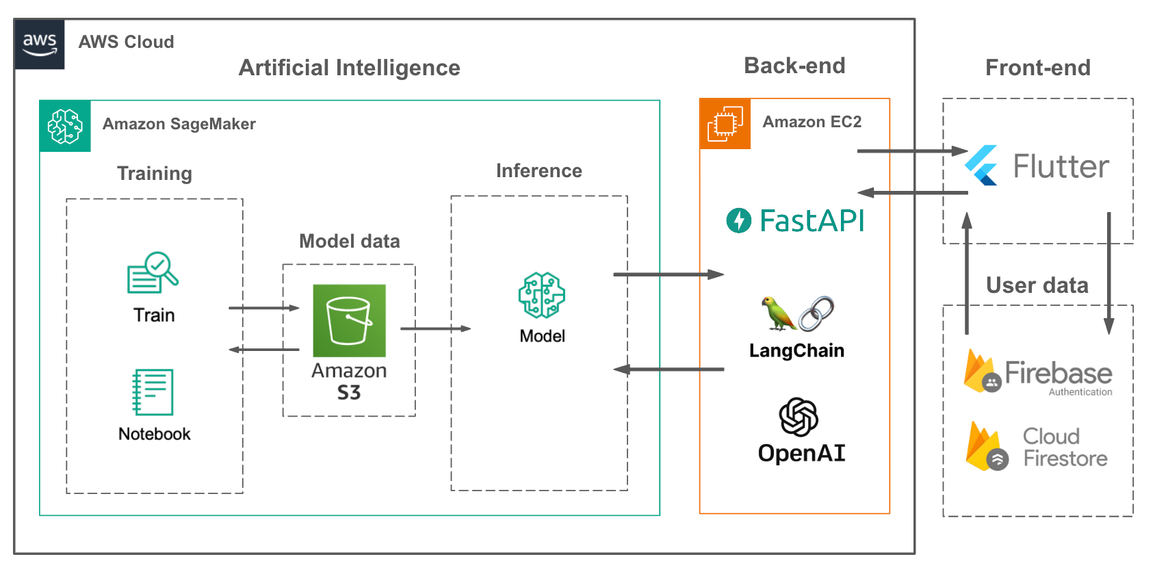 aws
AWS Cloud
Artificial Intelligence
Back-end
Front-end
Amazon SageMaker
Amazon EC2
Training
Inference
Model data
Train
Notebook
Amazon
S3
Model
FastAPI
LangChain
OpenAI
Flutter
User data
Firebase
Authentication
Cloud
Firestore